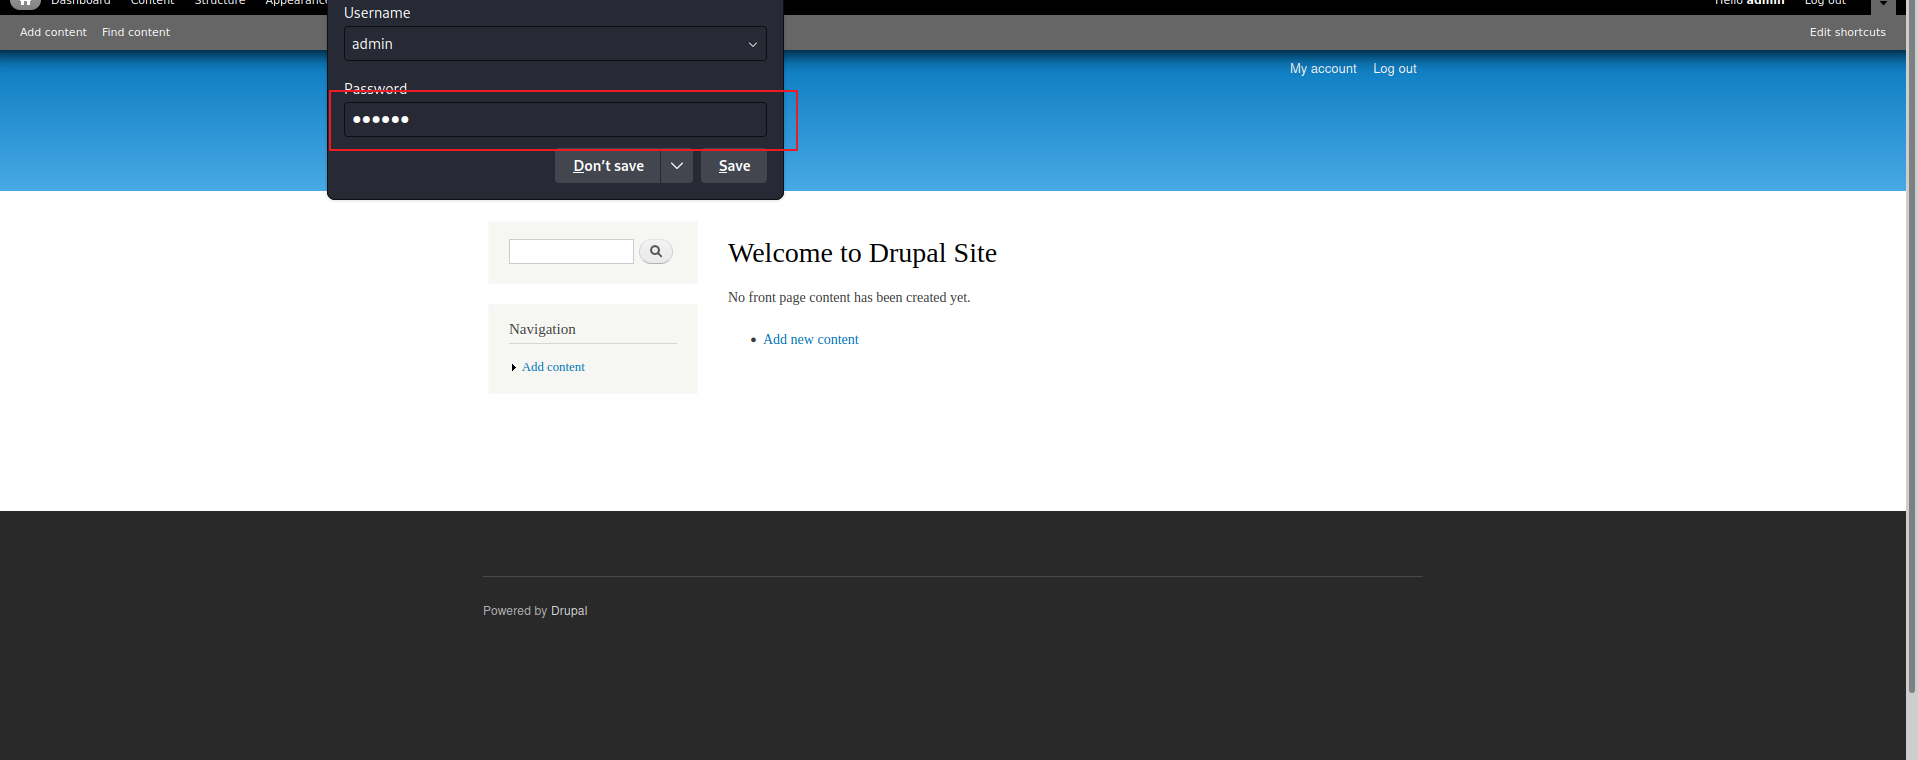 Dashboard Content Structure Appearance Hello admin Log out
Add content Find content Edit shortcuts
Username
admin
My account Log out
Password
●●●●●●
Don't save Save
Welcome to Drupal Site
No front page content has been created yet.
Navigation
Add new content
Add content
Powered by Drupal